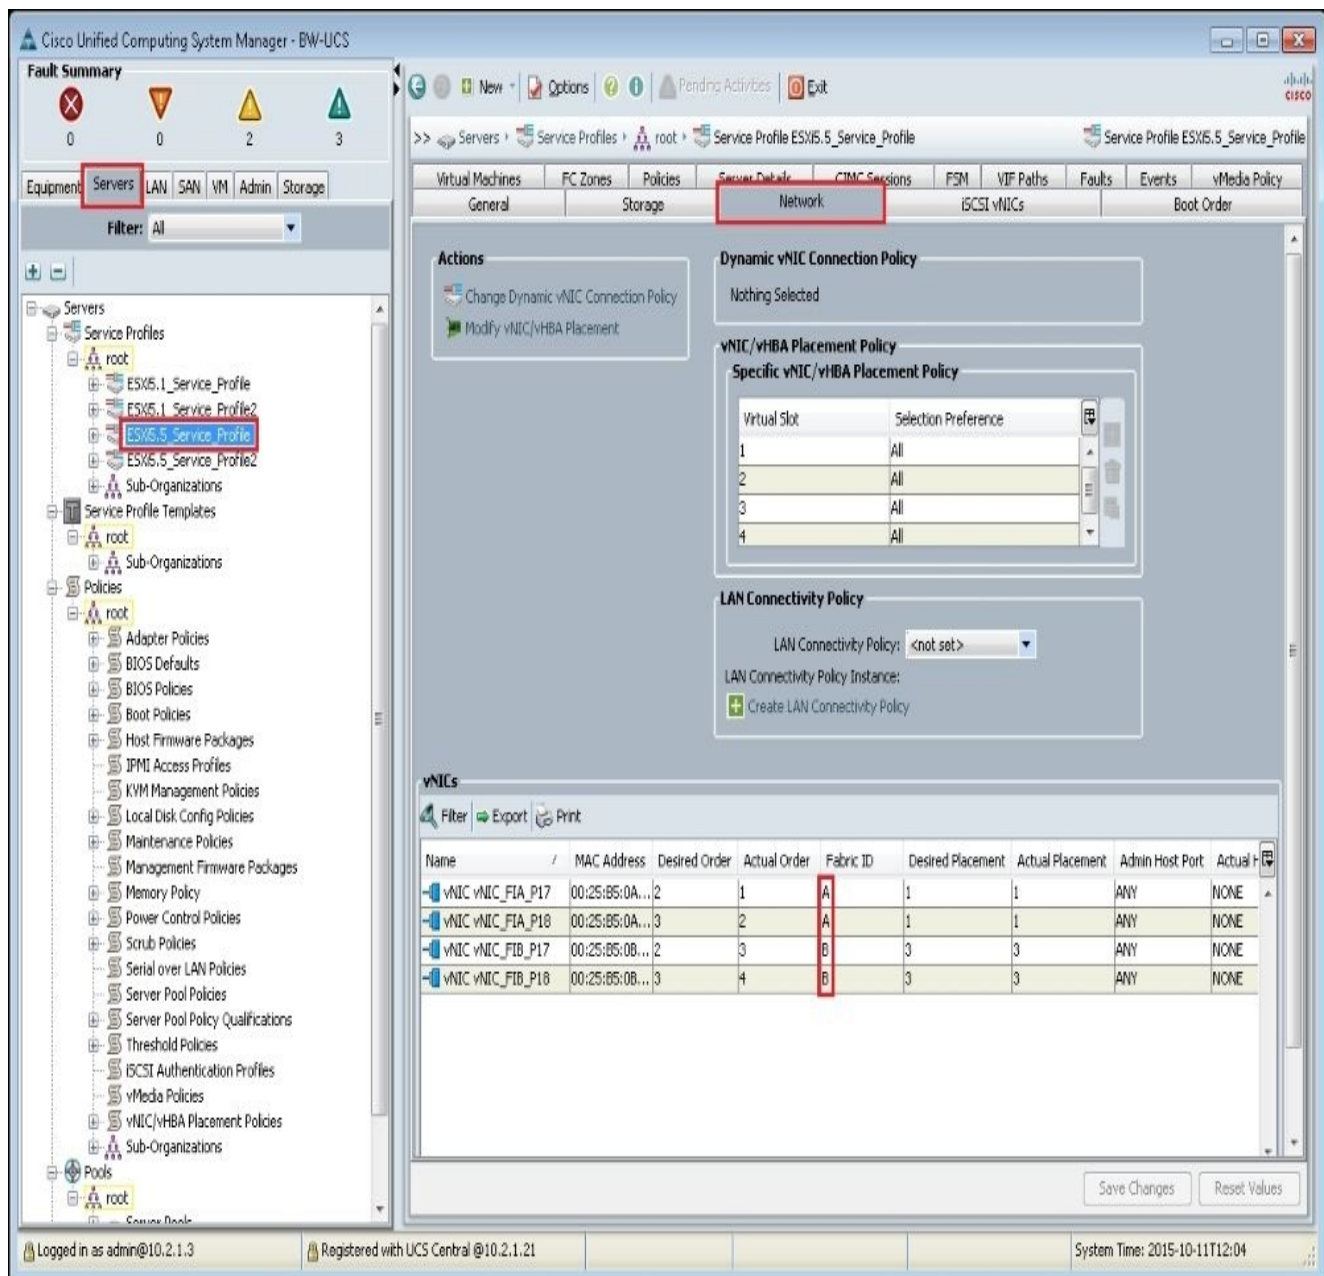 Cisco Unified Computing System Manager - BW-UCS
Fault Summary
0 0 2 3
Equipment Servers LAN SAN VM Admin Storage
Filter: All
Servers
Service Profiles
root
ESXi5.1_Service_Profile
ESXi5.1_Service_Profile2
ESXi5.5_Service_Profile
ESXi5.5_Service_Profile2
Sub-Organizations
Service Profile Templates
root
Sub-Organizations
Policies
root
Adapter Policies
BIOS Defaults
BIOS Policies
Boot Policies
Host Firmware Packages
IPMI Access Profiles
KVM Management Policies
Local Disk Config Policies
Maintenance Policies
Management Firmware Packages
Memory Policy
Power Control Policies
Scrub Policies
Serial over LAN Policies
Server Pool Policies
Server Pool Policy Qualifications
Threshold Policies
iSCSI Authentication Profiles
vMedia Policies
vNIC/vHBA Placement Policies
Sub-Organizations
Pools
root
Server Pools
New Options Pending Activities Exit
CISCO
>> Servers Service Profiles root Service Profile ESXi5.5_Service_Profile Service Profile ESXi5.5_Service_Profile
Virtual Machines FC Zones Policies Server Details CIMC Sessions FSM VIF Paths Faults Events vMedia Policy
General Storage Network iSCSI vNICs Boot Order
Actions
Change Dynamic vNIC Connection Policy
Modify vNIC/vHBA Placement
Dynamic vNIC Connection Policy
Nothing Selected
vNIC/vHBA Placement Policy
Specific vNIC/vHBA Placement Policy
Virtual Slot Selection Preference
1 All
2 All
3 All
4 All
LAN Connectivity Policy
LAN Connectivity Policy: <not set>
LAN Connectivity Policy Instance:
Create LAN Connectivity Policy
vNICs
Filter Export Print
Name / MAC Address Desired Order Actual Order Fabric ID Desired Placement Actual Placement Admin Host Port Actual H
vNIC vNIC_FIA_P17 00:25:B5:0A... 2 1 A 1 1 ANY NONE
vNIC vNIC_FIA_P18 00:25:B5:0A... 3 2 A 1 1 ANY NONE
vNIC vNIC_FIB_P17 00:25:B5:0B... 2 3 B 3 3 ANY NONE
vNIC vNIC_FIB_P18 00:25:B5:0B... 3 4 B 3 3 ANY NONE
Save Changes Reset Values
Logged in as admin@10.2.1.3 Registered with UCS Central @10.2.1.21 System Time: 2015-10-11T12:04